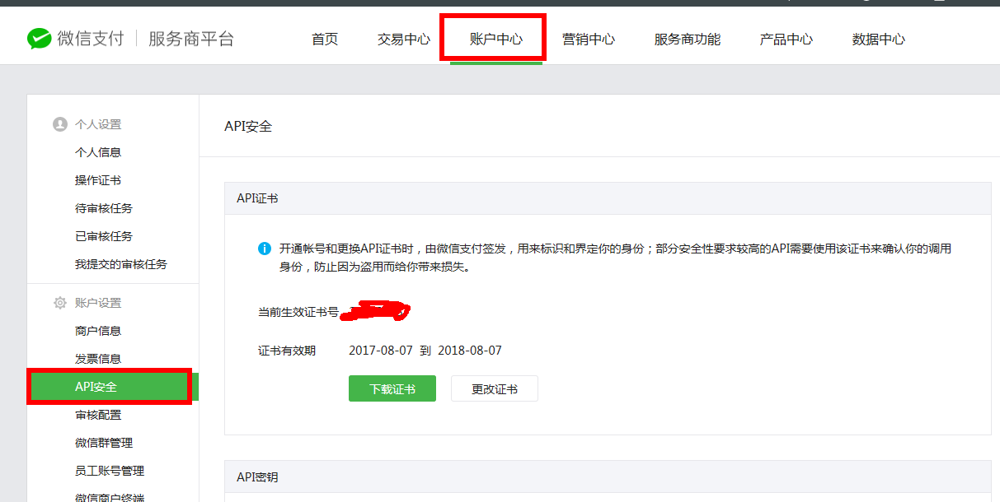 微信支付 服务商平台 首页 交易中心 账户中心 营销中心 服务商功能 产品中心 数据中心
个人设置
个人信息
操作证书
待审核任务
已审核任务
我提交的审核任务
账户设置
商户信息
发票信息
API安全
审核配置
微信群管理
员工账号管理
微信商户终端
API安全
API证书
开通帐号和更换API证书时，由微信支付签发，用来标识和界定你的身份；部分安全性要求较高的API需要使用该证书来确认你的调用
身份，防止因为盗用而给你带来损失。
当前生效证书号
证书有效期 2017-08-07 到 2018-08-07
下载证书 更改证书
API密钥